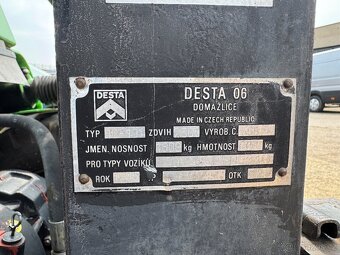 DESTA
DESTA 06
DOMAŽLICE
MADE IN CZECH REPUBLIC
TYP ZDVIH VÝROB.Č.
JMEN. NOSNOST kg HMOTNOST kg
PRO TYPY VOZÍKŮ
ROK OTK